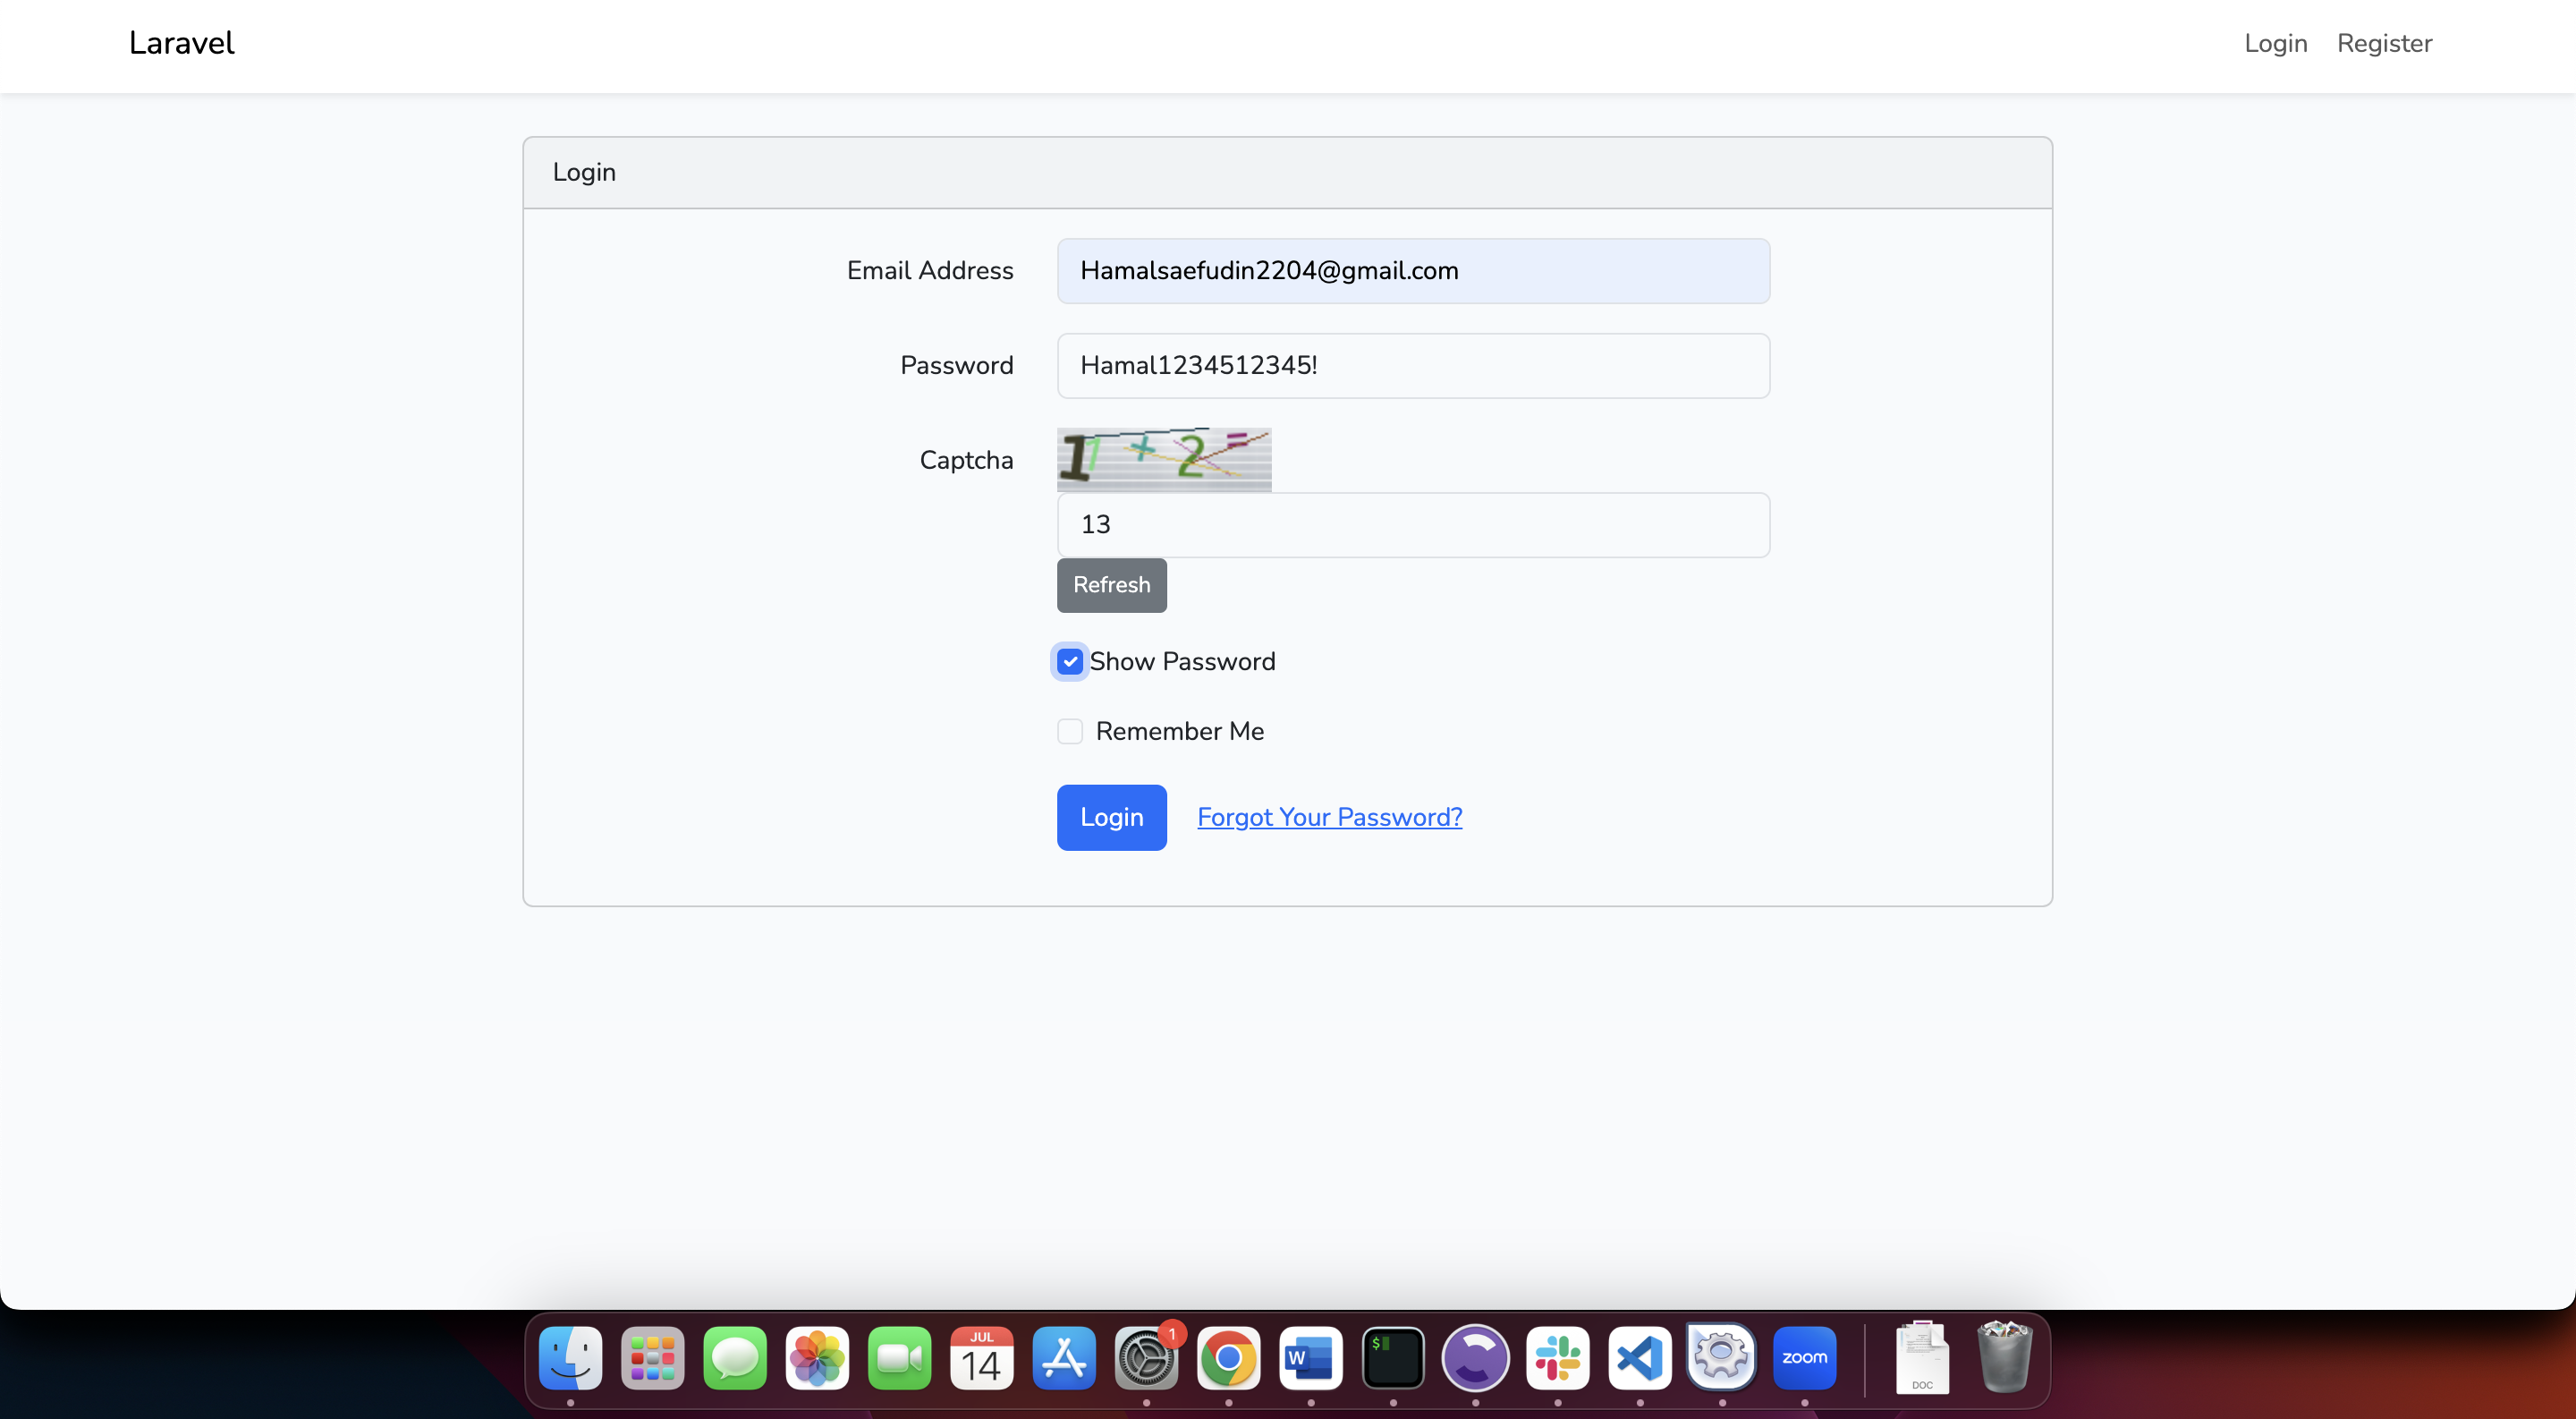 Laravel
Login Register
Login
Email Address Hamalsaefudin2204@gmail.com
Password Hamal1234512345!
11 + 2 =
Captcha
13
Refresh
Show Password
Remember Me
Login Forgot Your Password?
JUL
14
1
W
$
zoom
DOC